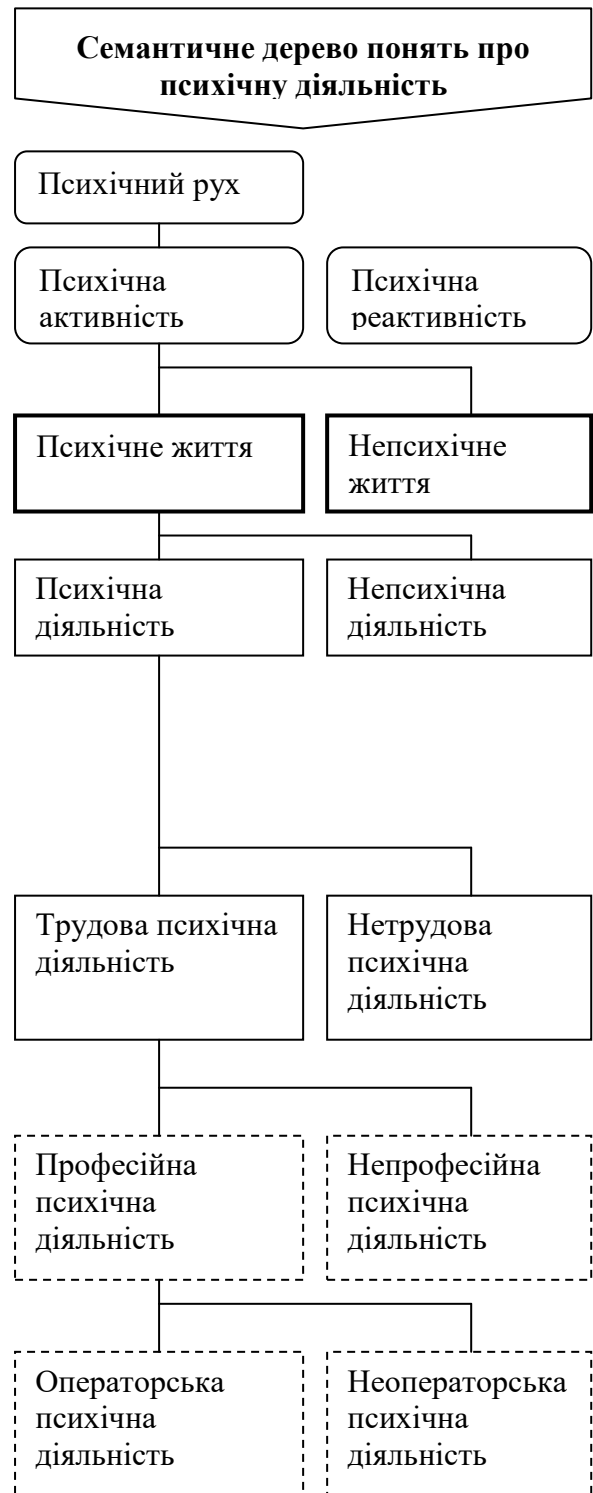 Семантичне дерево понять про
психічну діяльність
Психічний рух
Психічна
активність
Психічна
реактивність
Психічне життя
Непсихічне
життя
Психічна
діяльність
Непсихічна
діяльність
Трудова психічна
діяльність
Нетрудова
психічна
діяльність
Професійна
психічна
діяльність
Непрофесійна
психічна
діяльність
Операторська
психічна
діяльність
Неоператорська
психічна
діяльність